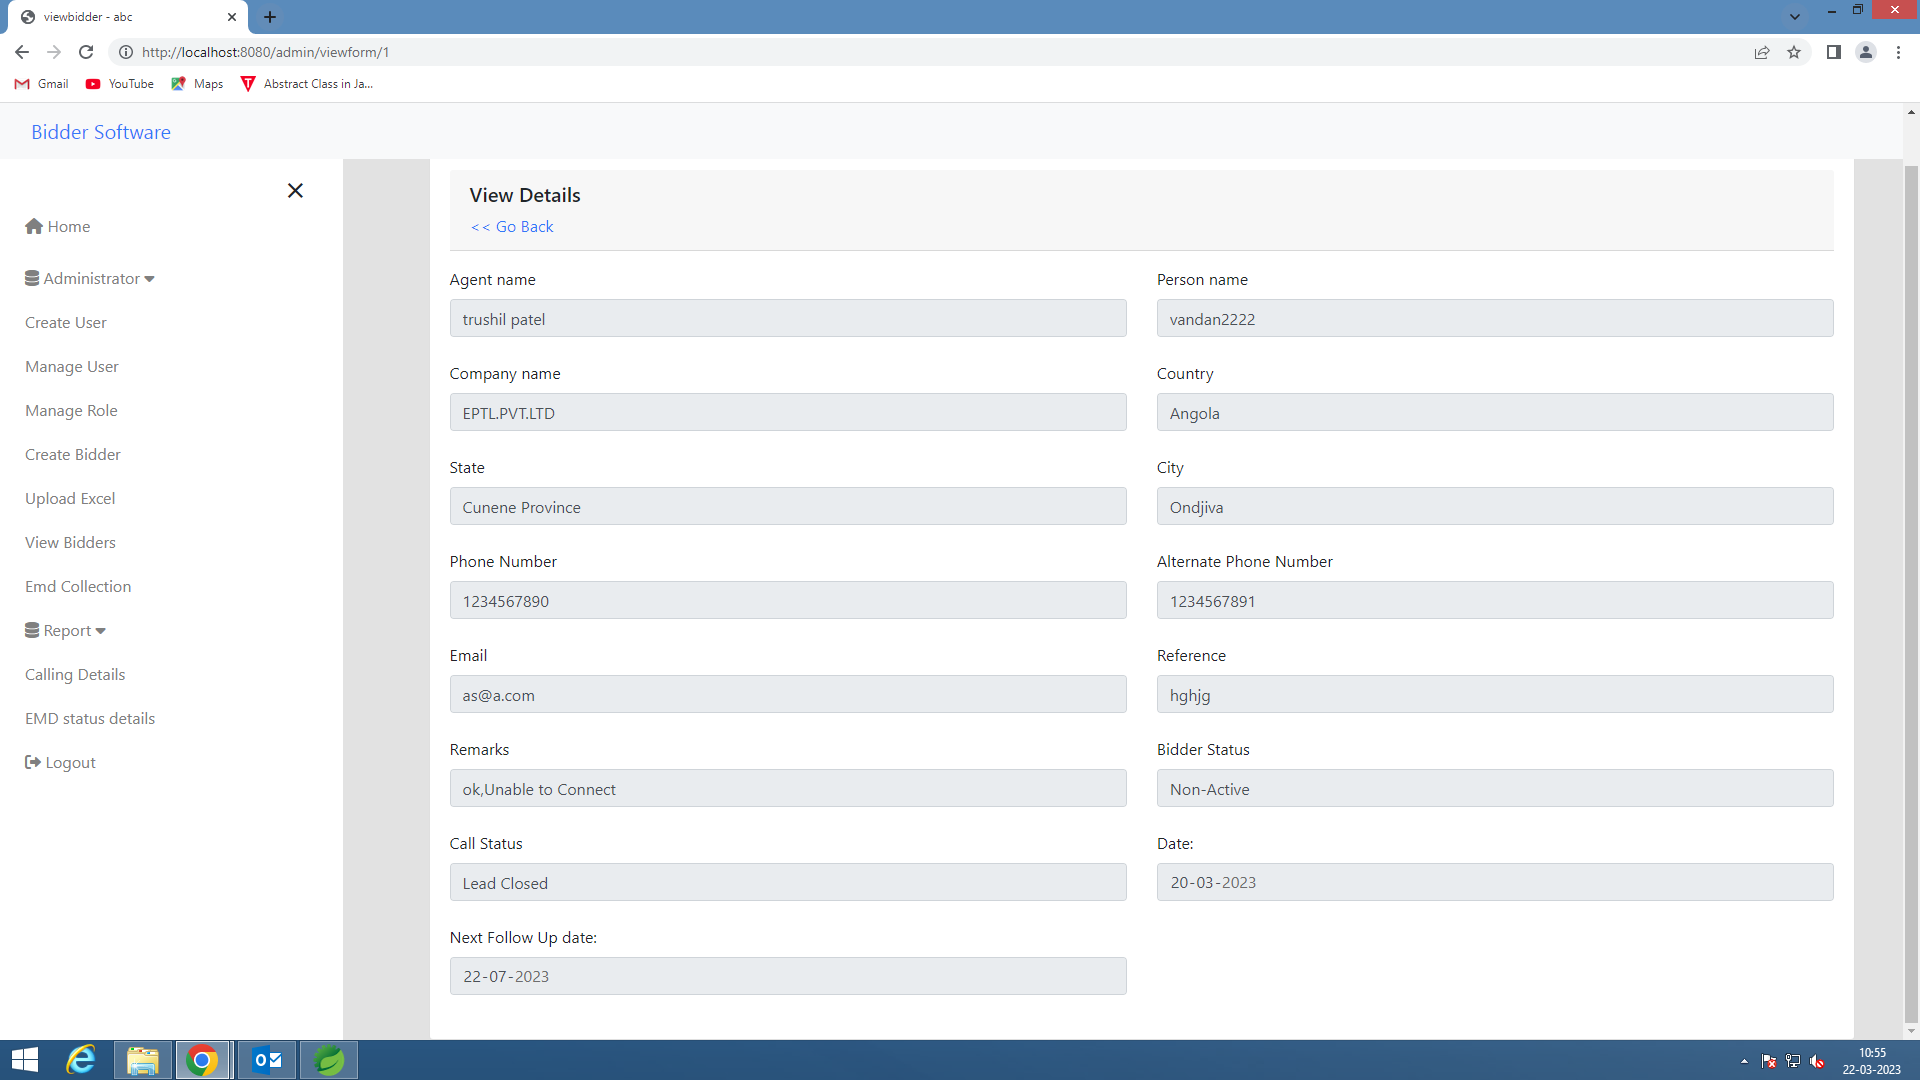 viewbidder - abc
http://localhost:8080/admin/viewform/1
Gmail YouTube Maps Abstract Class in Ja...
Bidder Software
Home
Administrator
Create User
Manage User
Manage Role
Create Bidder
Upload Excel
View Bidders
Emd Collection
Report
Calling Details
EMD status details
Logout
View Details
<< Go Back
Agent name Person name
trushil patel vandan2222
Company name Country
EPTL.PVT.LTD Angola
State City
Cunene Province Ondjiva
Phone Number Alternate Phone Number
1234567890 1234567891
Email Reference
as@a.com hghjg
Remarks Bidder Status
ok,Unable to Connect Non-Active
Call Status Date:
Lead Closed 20-03-2023
Next Follow Up date:
22-07-2023
10:55
22-03-2023